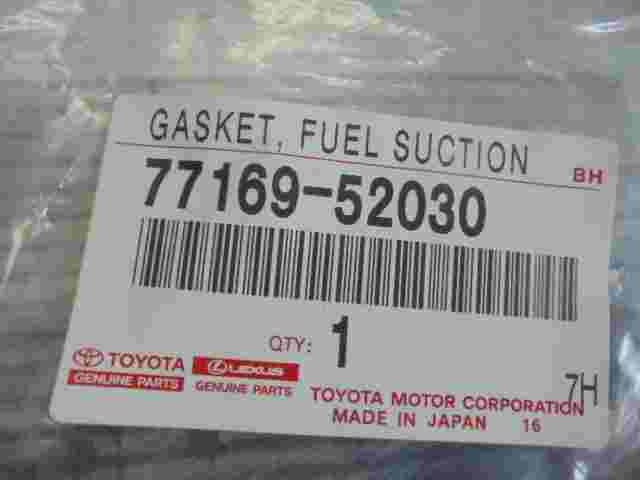 GASKET, FUEL SUCTION
BH
77169-52030
QTY: 1
7H
TOYOTA LEXUS
GENUINE PARTS GENUINE PARTS
TOYOTA MOTOR CORPORATION
MADE IN JAPAN 16